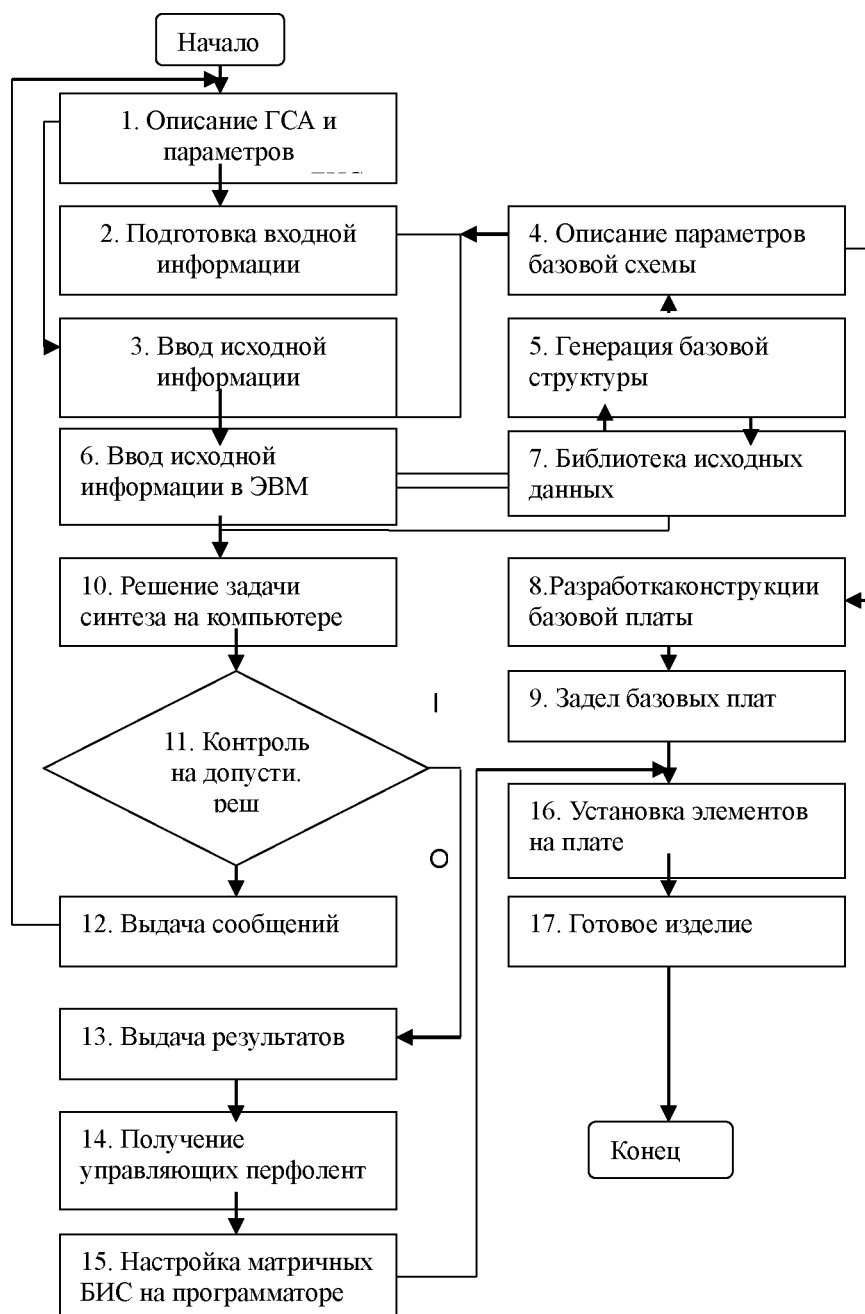 Начало
1. Описание ГСА и
параметров
2. Подготовка входной
информации
4. Описание параметров
базовой схемы
3. Ввод исходной
информации
5. Генерация базовой
структуры
6. Ввод исходной
информации в ЭВМ
7. Библиотека исходных
данных
10. Решение задачи
синтеза на компьютере
8.Разработкаконструкции
базовой платы
9. Задел базовых плат
I
11. Контроль
на допусти.
реш
16. Установка элементов
на плате
O
12. Выдача сообщений
17. Готовое изделие
13. Выдача результатов
14. Получение
управляющих перфолент
Конец
15. Настройка матричных
БИС на программаторе